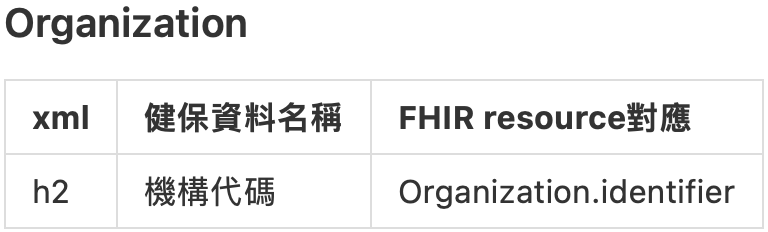 Organization
xml 健保資料名稱 FHIR resource對應
h2 機構代碼 Organization.identifier